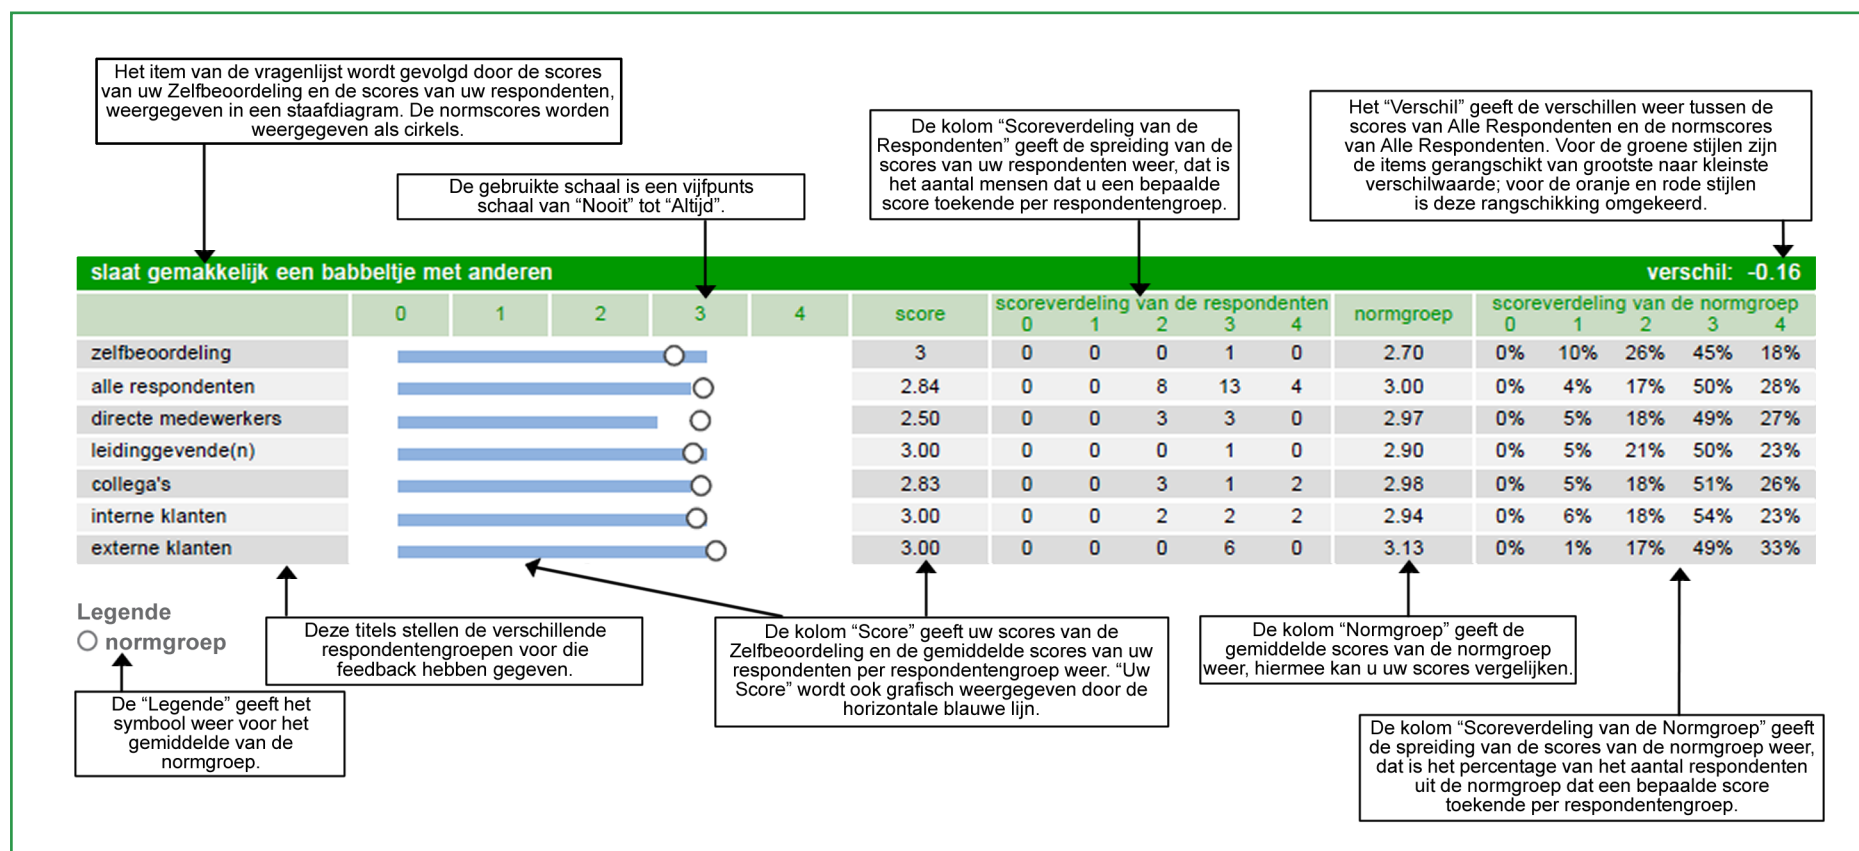 Het item van de vragenlijst wordt gevolgd door de scores
van uw Zelfbeoordeling en de scores van uw respondenten,
weergegeven in een staafdiagram. De normscores worden
weergegeven als cirkels.
De gebruikte schaal is een vijfpunts
schaal van “Nooit” tot “Altijd”.
De kolom “Scoreverdeling van de
Respondenten” geeft de spreiding van de
scores van uw respondenten weer, dat is
het aantal mensen dat u een bepaalde
score toekende per respondentengroep.
Het “Verschil” geeft de verschillen weer tussen de
scores van Alle Respondenten en de normscores
van Alle Respondenten. Voor de groene stijlen zijn
de items gerangschikt van grootste naar kleinste
verschilwaarde; voor de oranje en rode stijlen
is deze rangschikking omgekeerd.
slaat gemakkelijk een babbeltje met anderen verschil: -0.16
0 1 2 3 4 score scoreverdeling van de respondenten normgroep scoreverdeling van de normgroep
0 1 2 3 4 0 1 2 3 4
zelfbeoordeling 3 0 0 0 1 0 2.70 0% 10% 26% 45% 18%
alle respondenten 2.84 0 0 8 13 4 3.00 0% 4% 17% 50% 28%
directe medewerkers 2.50 0 0 3 3 0 2.97 0% 5% 18% 49% 27%
leidinggevende(n) 3.00 0 0 0 1 0 2.90 0% 5% 21% 50% 23%
collega's 2.83 0 0 3 1 2 2.98 0% 5% 18% 51% 26%
interne klanten 3.00 0 0 2 2 2 2.94 0% 6% 18% 54% 23%
externe klanten 3.00 0 0 0 6 0 3.13 0% 1% 17% 49% 33%
Legende
normgroep
De “Legende” geeft het
symbool weer voor het
gemiddelde van de
normgroep.
Deze titels stellen de verschillende
respondentengroepen voor die
feedback hebben gegeven.
De kolom “Score” geeft uw scores van de
Zelfbeoordeling en de gemiddelde scores van uw
respondenten per respondentengroep weer. “Uw
Score” wordt ook grafisch weergegeven door de
horizontale blauwe lijn.
De kolom “Normgroep” geeft de
gemiddelde scores van de normgroep
weer, hiermee kan u uw scores vergelijken.
De kolom “Scoreverdeling van de Normgroep” geeft
de spreiding van de scores van de normgroep weer,
dat is het percentage van het aantal respondenten
uit de normgroep dat een bepaalde score
toekende per respondentengroep.